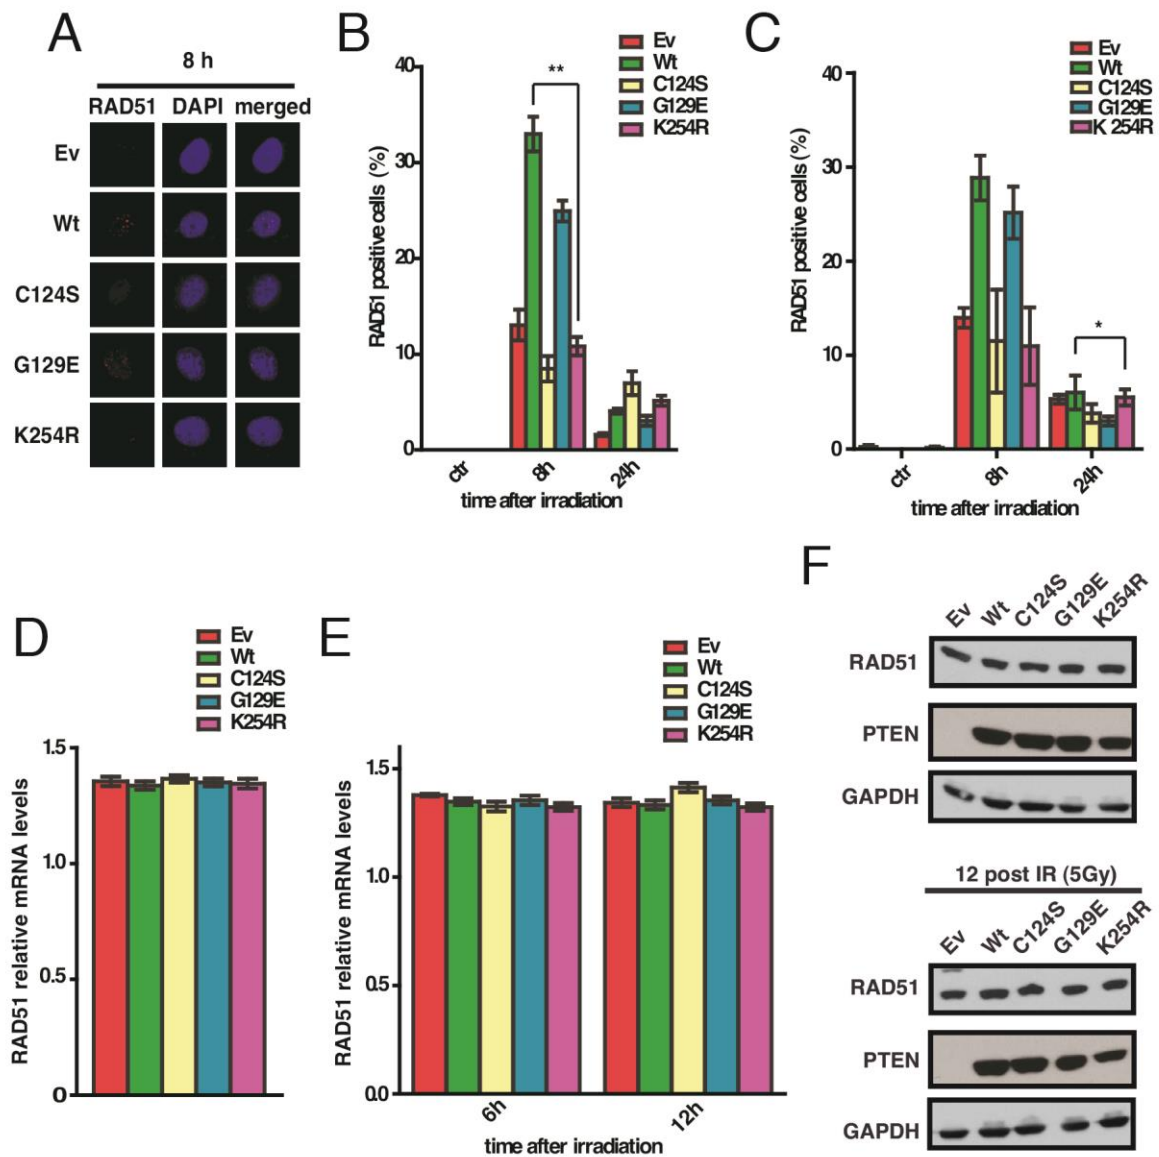 A
8 h
RAD51 DAPI merged
Ev
Wt
C124S
G129E
K254R
B
Ev
Wt
C124S
G129E
K254R
RAD51 positive cells (%)
40
30
20
10
0
**
ctr 8h 24h
time after irradiation
C
Ev
Wt
C124S
G129E
K 254R
RAD51 positive cells (%)
40
30
20
10
0
*
ctr 8h 24h
time after irradiation
D
Ev
Wt
C124S
G129E
K254R
RAD51 relative mRNA levels
1.5
1.0
0.5
0
E
Ev
Wt
C124S
G129E
K254R
RAD51 relative mRNA levels
1.5
1.0
0.5
0.0
6h 12h
time after irradiation
F
Ev Wt C124S G129E K254R
RAD51
PTEN
GAPDH
12 post IR (5Gy)
Ev Wt C124S G129E K254R
RAD51
PTEN
GAPDH